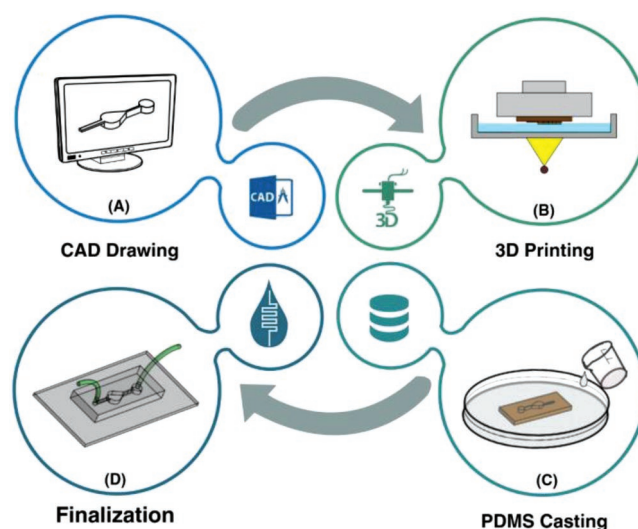 (A)
CAD
CAD Drawing
3D
(B)
3D Printing
(D)
Finalization
(C)
PDMS Casting